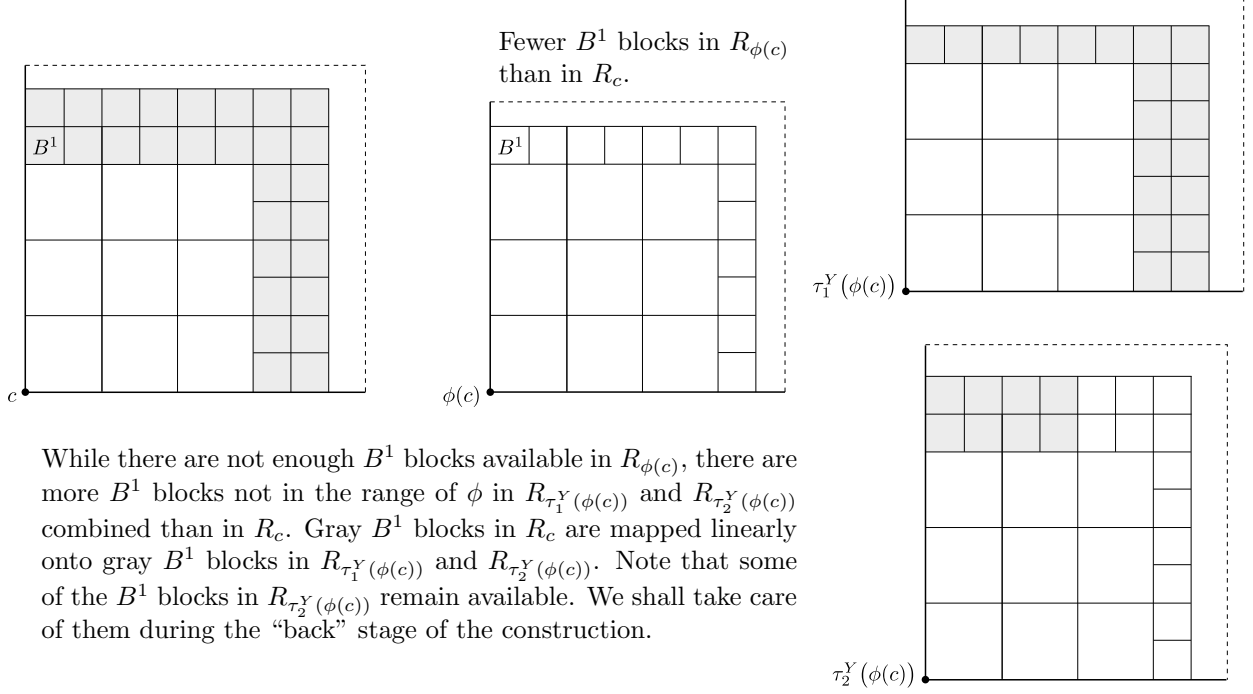 Fewer $B^1$ blocks in $R_{\phi(c)}$
than in $R_c$.
$B^1$
$c$
$B^1$
$\phi(c)$
$\tau_1^Y(\phi(c))$
$\tau_2^Y(\phi(c))$
While there are not enough $B^1$ blocks available in $R_{\phi(c)}$, there are
more $B^1$ blocks not in the range of $\phi$ in $R_{\tau_1^Y(\phi(c))}$ and $R_{\tau_2^Y(\phi(c))}$
combined than in $R_c$. Gray $B^1$ blocks in $R_c$ are mapped linearly
onto gray $B^1$ blocks in $R_{\tau_1^Y(\phi(c))}$ and $R_{\tau_2^Y(\phi(c))}$. Note that some
of the $B^1$ blocks in $R_{\tau_2^Y(\phi(c))}$ remain available. We shall take care
of them during the “back” stage of the construction.